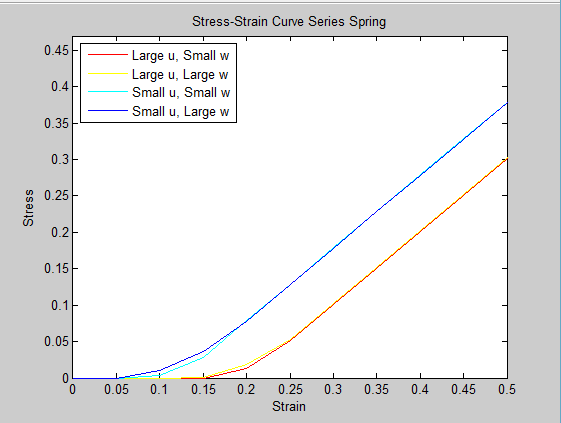 Stress-Strain Curve Series Spring
Large u, Small w
Large u, Large w
Small u, Small w
Small u, Large w
0.45
0.4
0.35
0.3
0.25
0.2
0.15
0.1
0.05
0
Stress
0 0.05 0.1 0.15 0.2 0.25 0.3 0.35 0.4 0.45 0.5
Strain